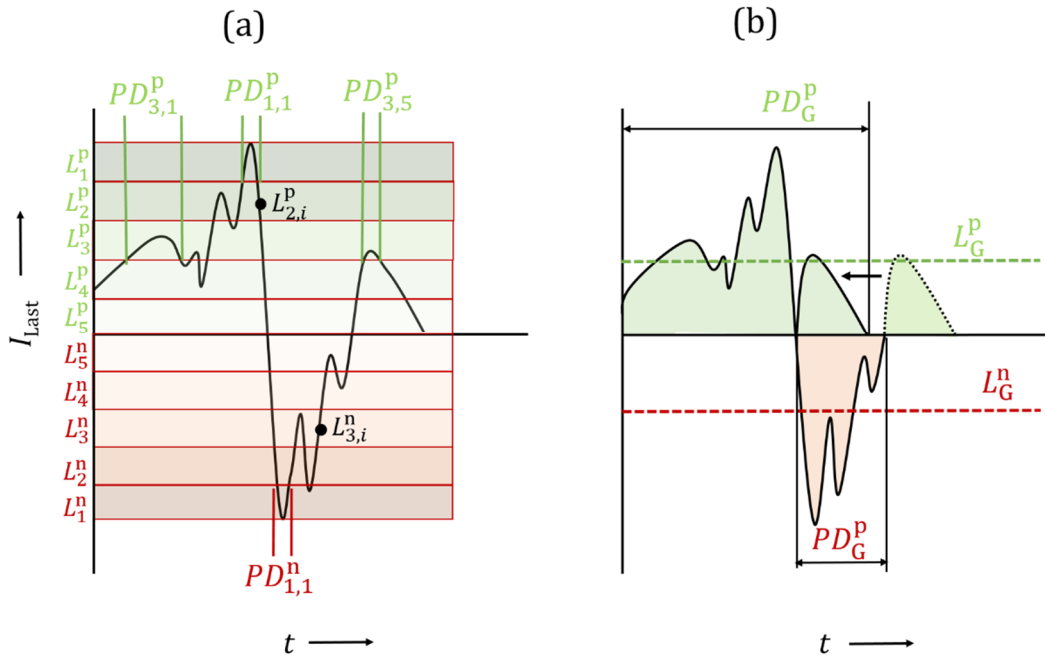 (a)
(b)
PD^p_{3,1} PD^p_{1,1} PD^p_{3,5}
PD^p_G
L^p_1
L^p_2
L^p_{2,i}
L^p_3
L^p_G
L^p_4
L^p_5
I_Last
L^n_5
L^n_4
L^n_G
L^n_3
L^n_{3,i}
L^n_2
L^n_1
PD^p_G
PD^n_{1,1}
t
t